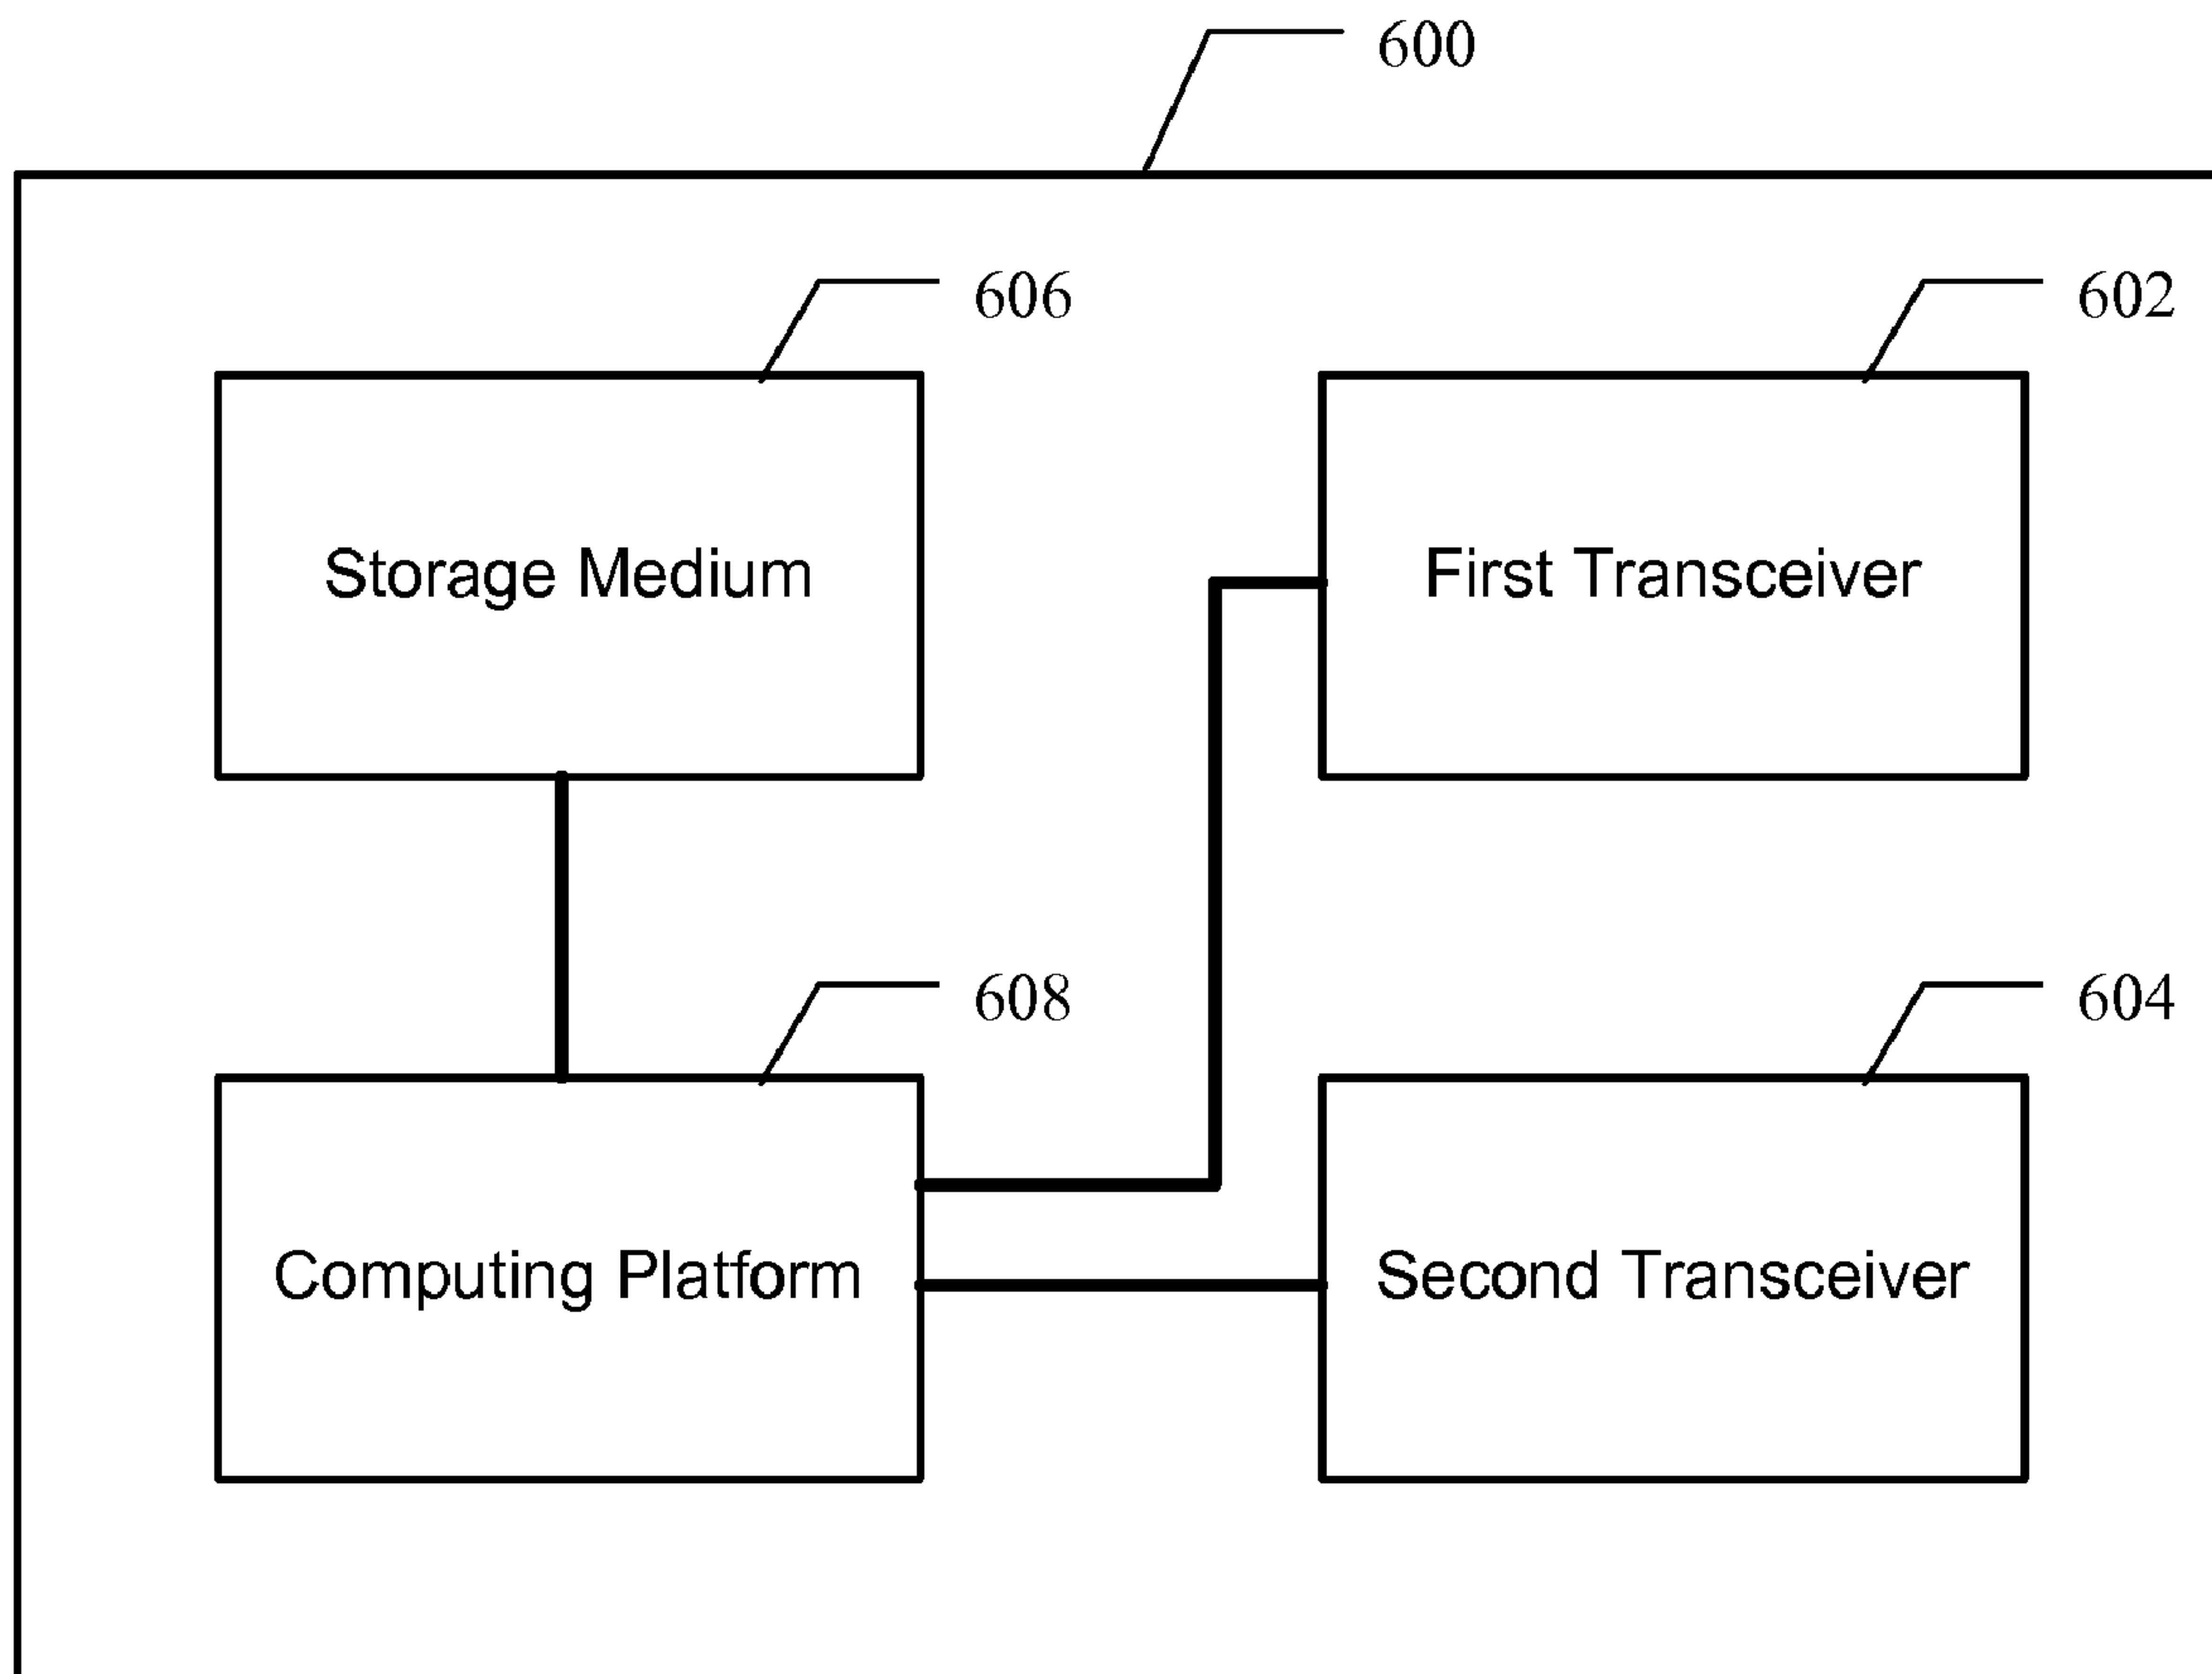 600
606
602
Storage Medium
First Transceiver
608
604
Computing Platform
Second Transceiver